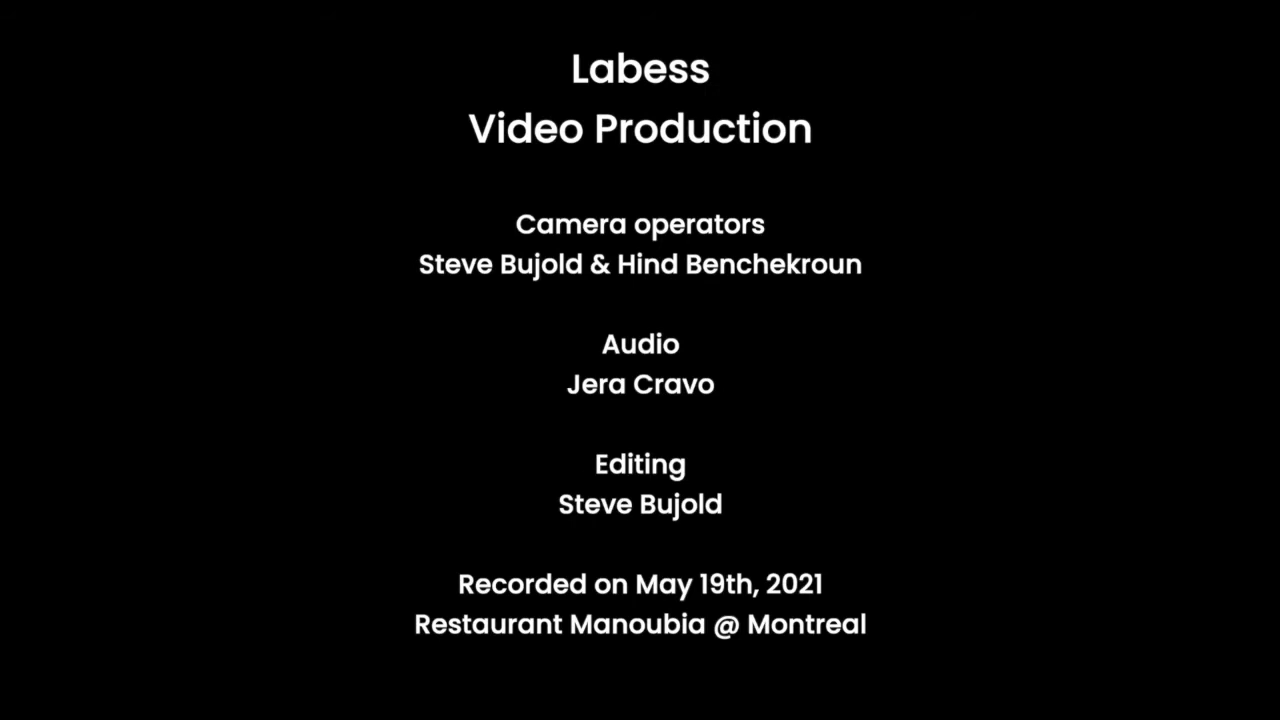 Labess
Video Production
Camera operators
Steve Bujold & Hind Benchekroun
Audio
Jera Cravo
Editing
Steve Bujold
Recorded on May 19th, 2021
Restaurant Manoubia @ Montreal